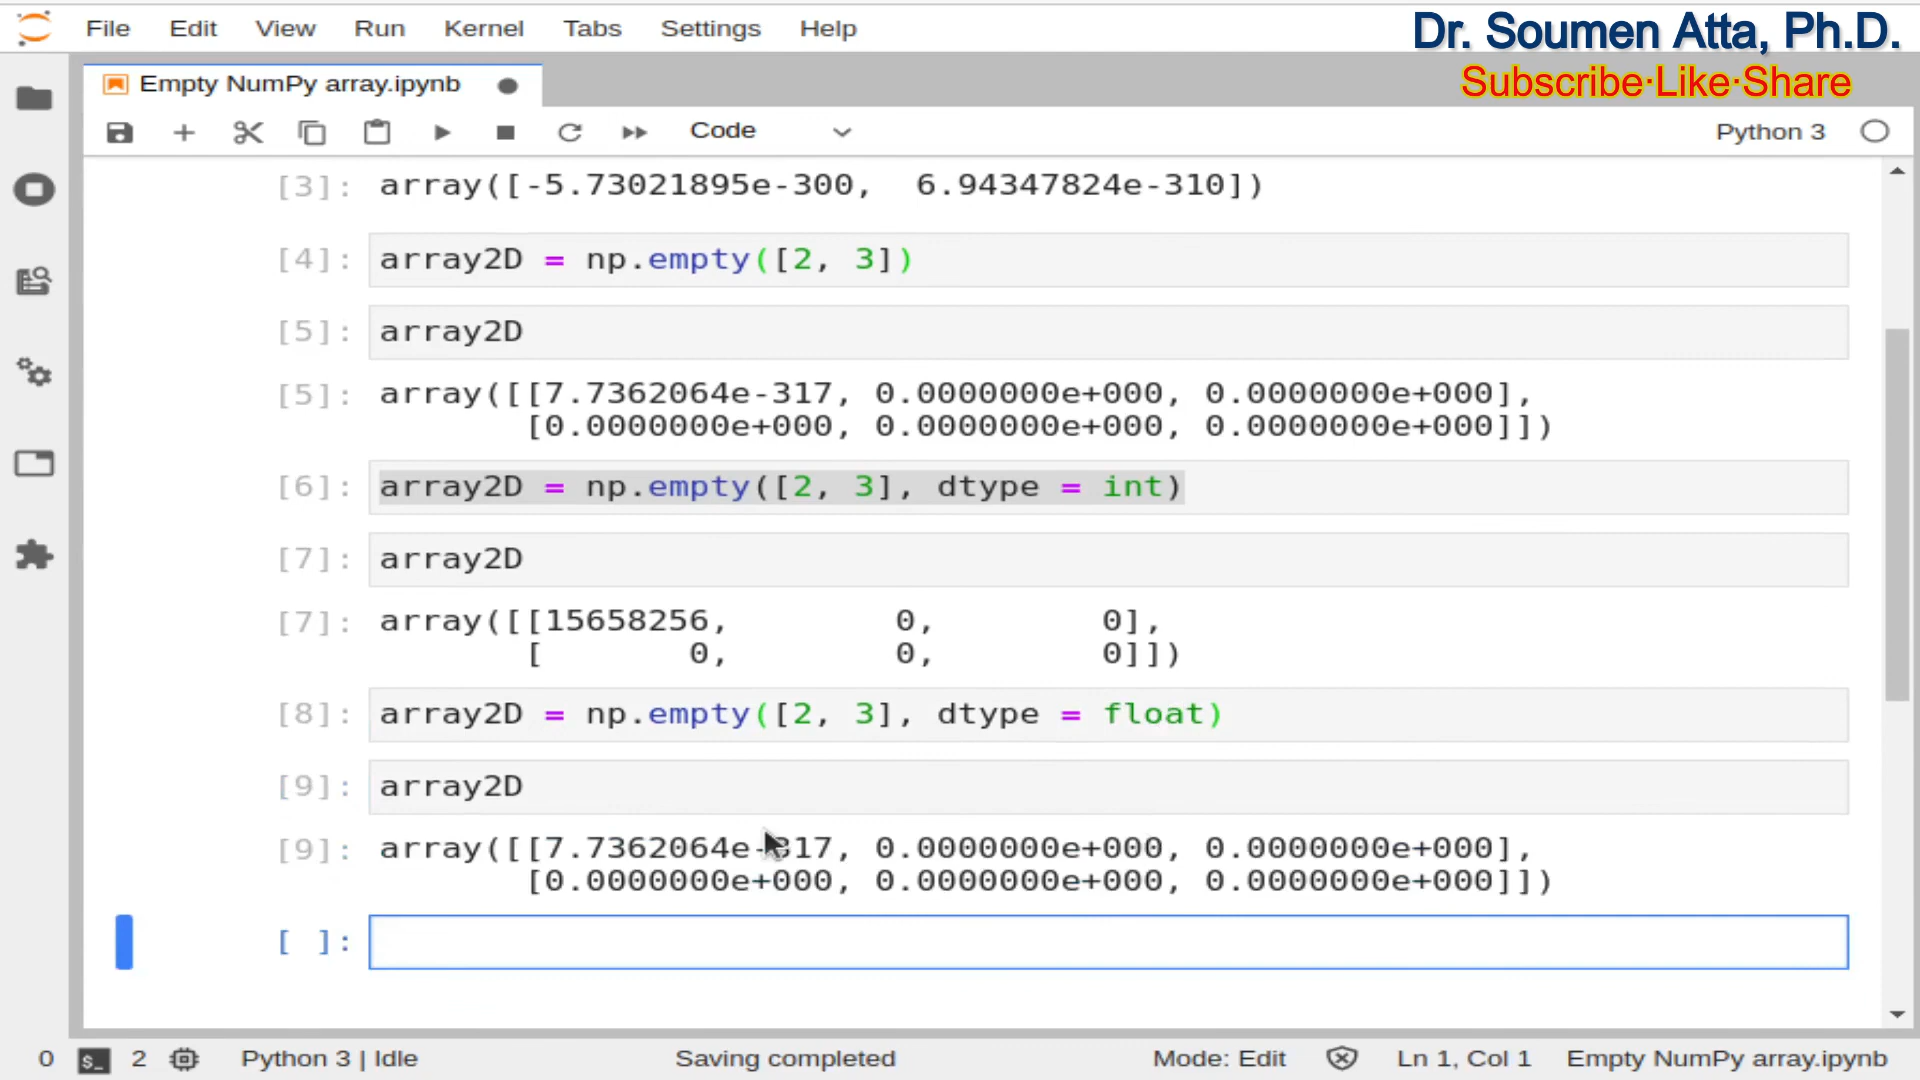 File Edit View Run Kernel Tabs Settings Help
Dr. Soumen Atta, Ph.D.
Subscribe·Like·Share
Empty NumPy array.ipynb
Code
Python 3
[3]: array([-5.73021895e-300,  6.94347824e-310])
[4]: array2D = np.empty([2, 3])
[5]: array2D
[5]: array([[7.7362064e-317, 0.0000000e+000, 0.0000000e+000],
[0.0000000e+000, 0.0000000e+000, 0.0000000e+000]])
[6]: array2D = np.empty([2, 3], dtype = int)
[7]: array2D
[7]: array([[15658256,        0,        0],
[       0,        0,        0]])
[8]: array2D = np.empty([2, 3], dtype = float)
[9]: array2D
[9]: array([[7.7362064e-317, 0.0000000e+000, 0.0000000e+000],
[0.0000000e+000, 0.0000000e+000, 0.0000000e+000]])
[ ]:
0 $_ 2 Python 3 | Idle Saving completed Mode: Edit Ln 1, Col 1 Empty NumPy array.ipynb